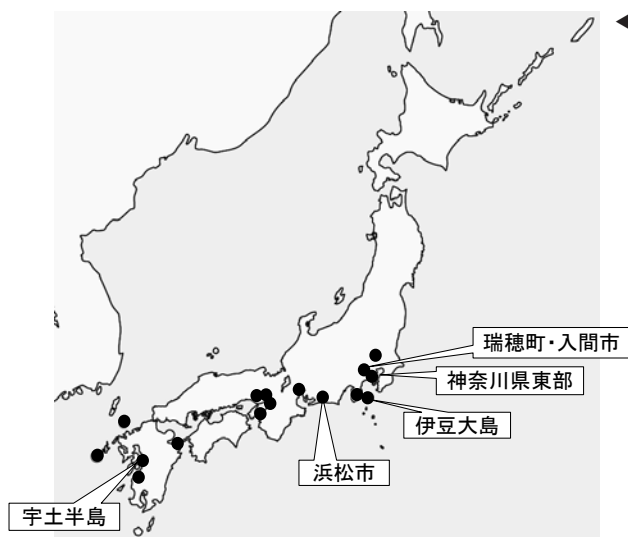 瑞穂町・入間市
神奈川県東部
伊豆大島
浜松市
宇土半島